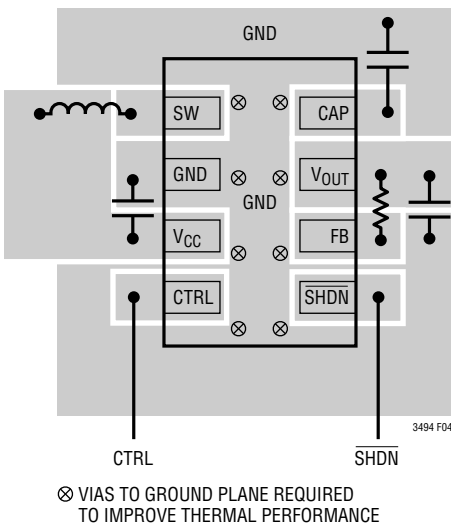 GND
SW
CAP
GND
VOUT
GND
VCC
FB
CTRL
SHDN
3494 F04
CTRL
SHDN
⊗ VIAS TO GROUND PLANE REQUIRED
TO IMPROVE THERMAL PERFORMANCE